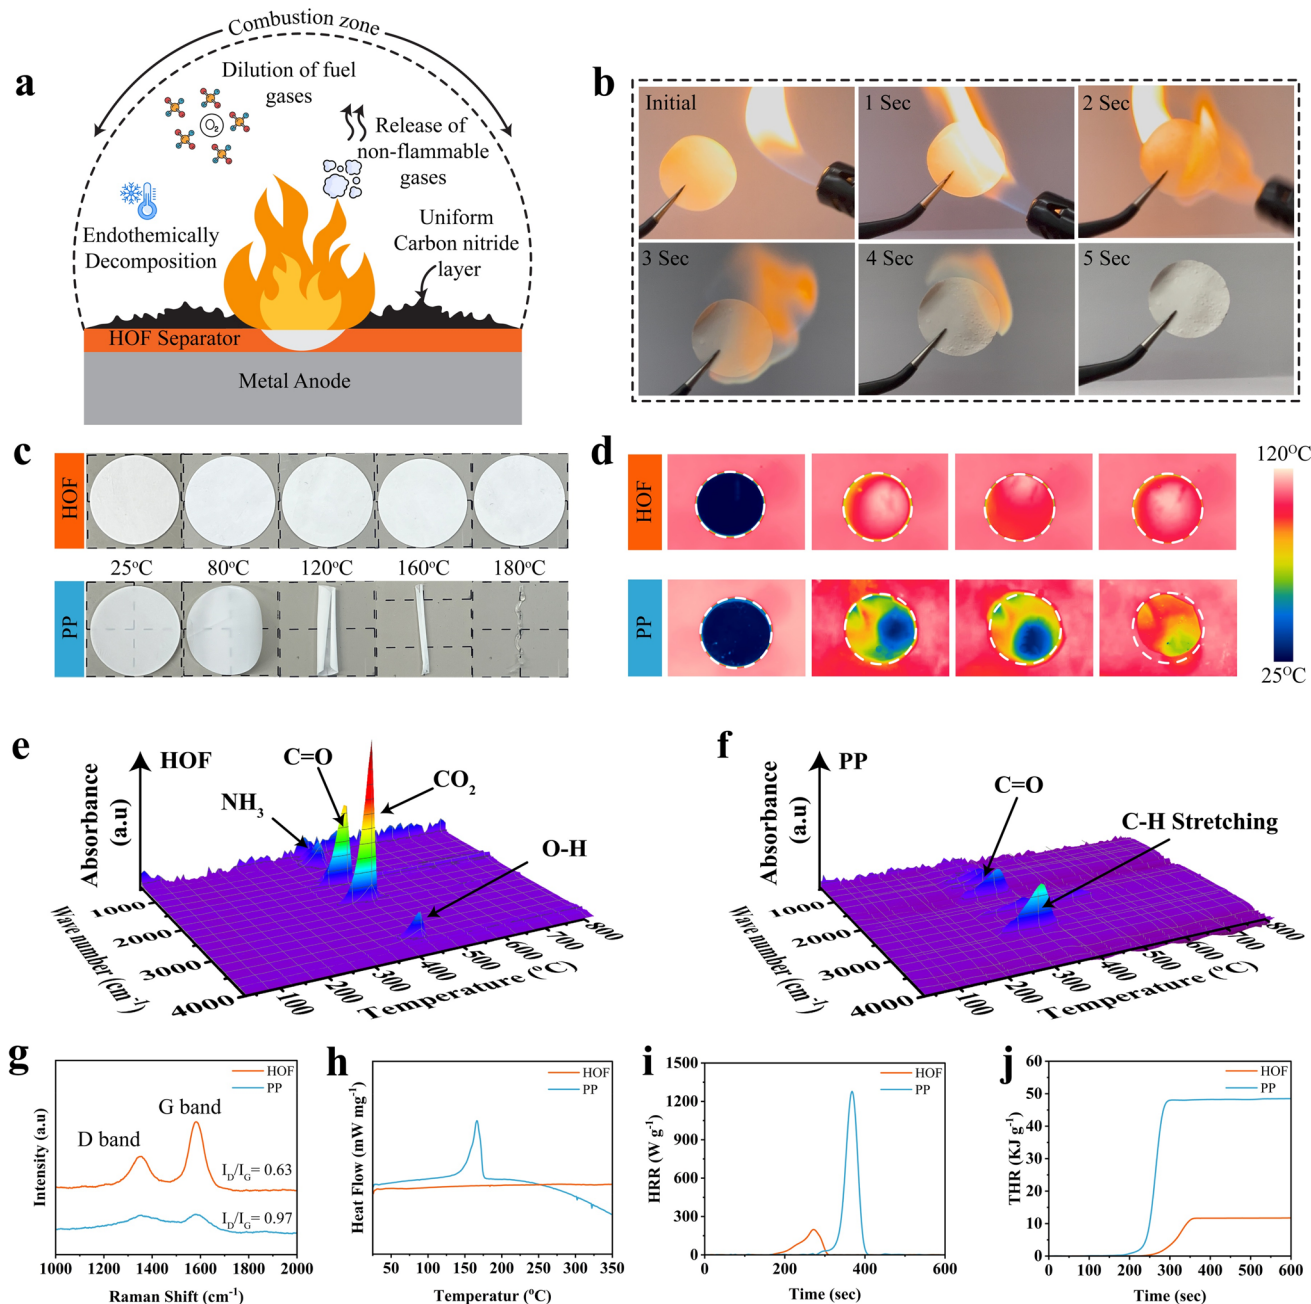 a
Combustion zone
Dilution of fuel
gases
O2
Release of
non-flammable
gases
Endothemically
Decomposition
Uniform
Carbon nitride
layer
HOF Separator
Metal Anode
b
Initial
1 Sec
2 Sec
3 Sec
4 Sec
5 Sec
c
HOF
25°C 80°C 120°C 160°C 180°C
PP
d
HOF
PP
120°C
25°C
e
HOF
Absorbance
(a.u)
NH3
C=O
CO2
O-H
1000
2000
3000
4000
Wave number (cm-1)
100
200
300
400
500
600
700
800
Temperature (°C)
f
PP
Absorbance
(a.u)
C=O
C-H Stretching
1000
2000
3000
4000
Wave number (cm-1)
100
200
300
400
500
600
700
800
Temperature (°C)
g
HOF
PP
G band
D band
ID/IG= 0.63
ID/IG= 0.97
Intensity (a.u)
1000 1200 1400 1600 1800 2000
Raman Shift (cm-1)
h
HOF
PP
Heat Flow (mW mg-1)
50 100 150 200 250 300 350
Temperatur (°C)
i
HOF
PP
HRR (W g-1)
1500
1200
900
600
300
0
0 200 400 600
Time (sec)
j
HOF
PP
THR (KJ g-1)
60
50
40
30
20
10
0
0 100 200 300 400 500 600
Time (sec)